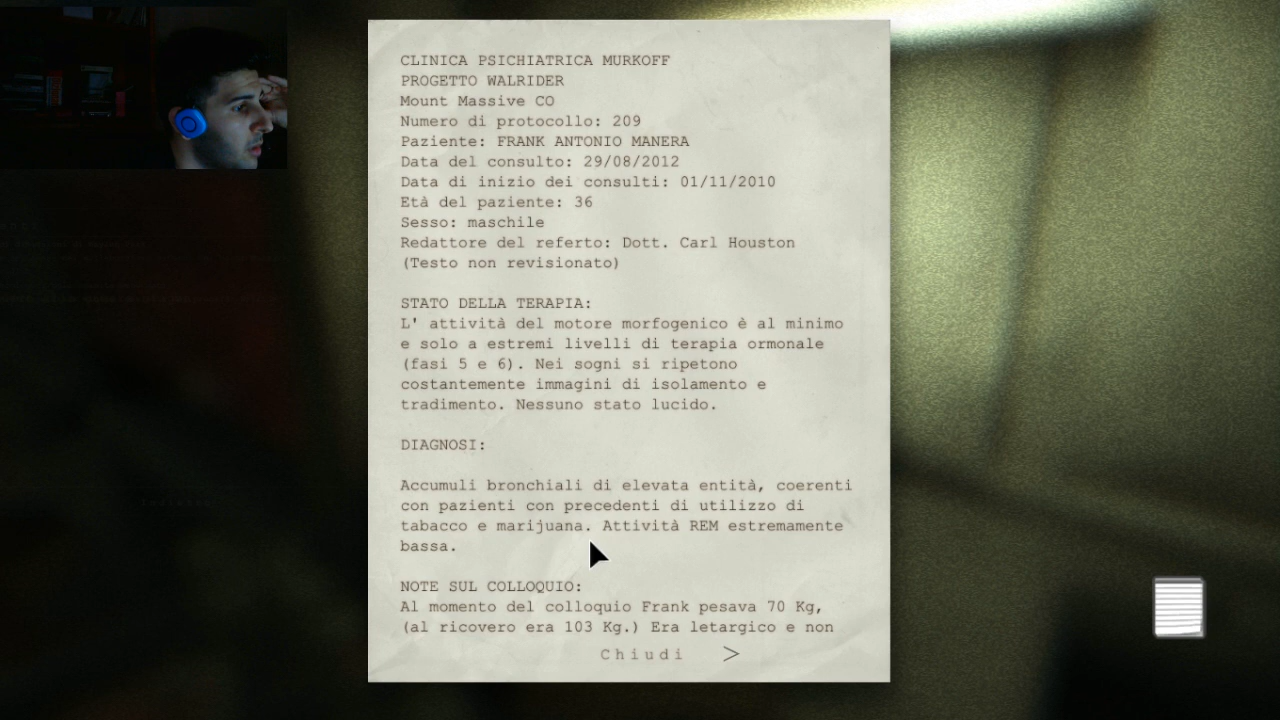 CLINICA PSICHIATRICA MURKOFF
PROGETTO WALRIDER
Mount Massive CO
Numero di protocollo: 209
Paziente: FRANK ANTONIO MANERA
Data del consulto: 29/08/2012
Data di inizio dei consulti: 01/11/2010
Età del paziente: 36
Sesso: maschile
Redattore del referto: Dott. Carl Houston
(Testo non revisionato)
STATO DELLA TERAPIA:
L' attività del motore morfogenico è al minimo
e solo a estremi livelli di terapia ormonale
(fasi 5 e 6). Nei sogni si ripetono
costantemente immagini di isolamento e
tradimento. Nessuno stato lucido.
DIAGNOSI:
Accumuli bronchiali di elevata entità, coerenti
con pazienti con precedenti di utilizzo di
tabacco e marijuana. Attività REM estremamente
bassa.
NOTE SUL COLLOQUIO:
Al momento del colloquio Frank pesava 70 Kg,
(al ricovero era 103 Kg.) Era letargico e non
Chiudi >